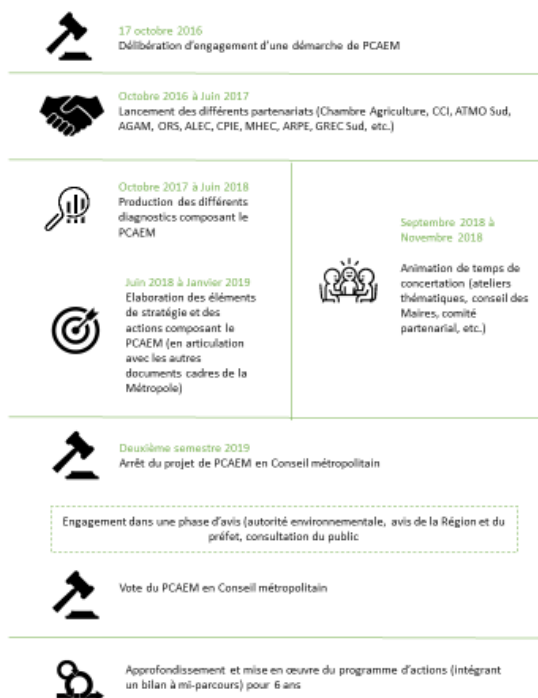 17 octobre 2016
Délibération d'engagement d'une démarche de PCAEM
Octobre 2016 à Juin 2017
Lancement des différents partenariats (Chambre Agriculture, CCI, ATMO Sud,
AGAM, ORS, ALEC, CPIE, MHEC, ARPE, GREC Sud, etc.)
Octobre 2017 à Juin 2018
Production des différents
diagnostics composant le
PCAEM
Juin 2018 à Janvier 2019
Elaboration des éléments
de stratégie et des
actions composant le
PCAEM (en articulation
avec les autres
documents cadres de la
Métropole)
Septembre 2018 à
Novembre 2018
Animation de temps de
concertation (ateliers
thématiques, conseil des
Maires, comité
partenarial, etc.)
Deuxième semestre 2019
Arrêt du projet de PCAEM en Conseil métropolitain
Engagement dans une phase d'avis (autorité environnementale, avis de la Région et du
préfet, consultation du public
Vote du PCAEM en Conseil métropolitain
Approfondissement et mise en œuvre du programme d'actions (intégrant
un bilan à mi-parcours) pour 6 ans